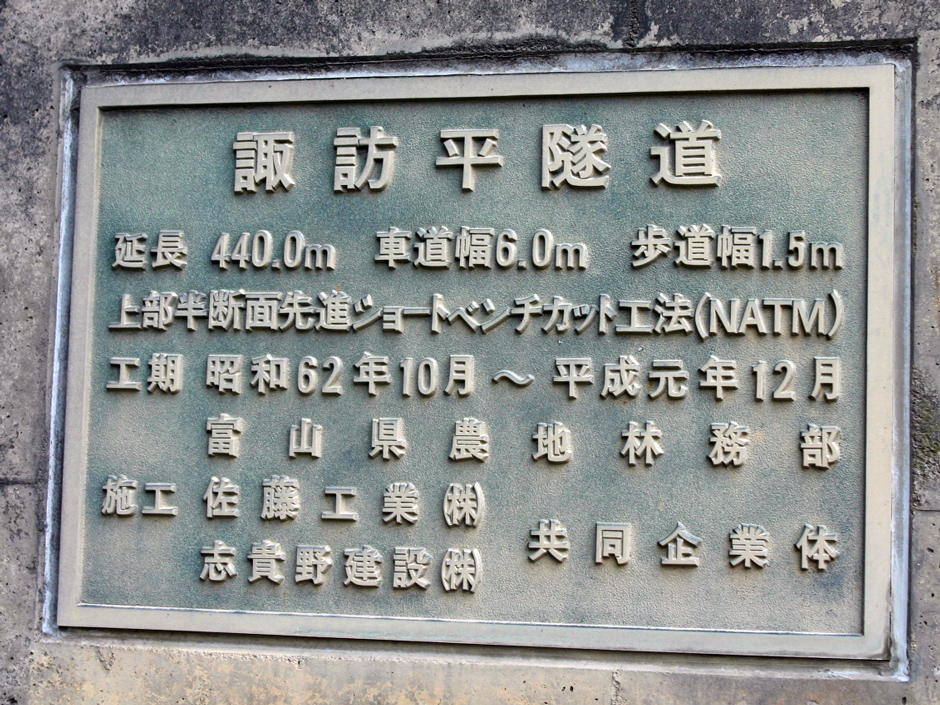 諏訪平隧道
延長 440.0m 車道幅6.0m 歩道幅1.5m
上部半断面先進ショートベンチカット工法(NATM)
工期 昭和62年10月～平成元年12月
富山県農地林務部
施工 佐藤工業㈱
志貴野建設㈱
共同企業体